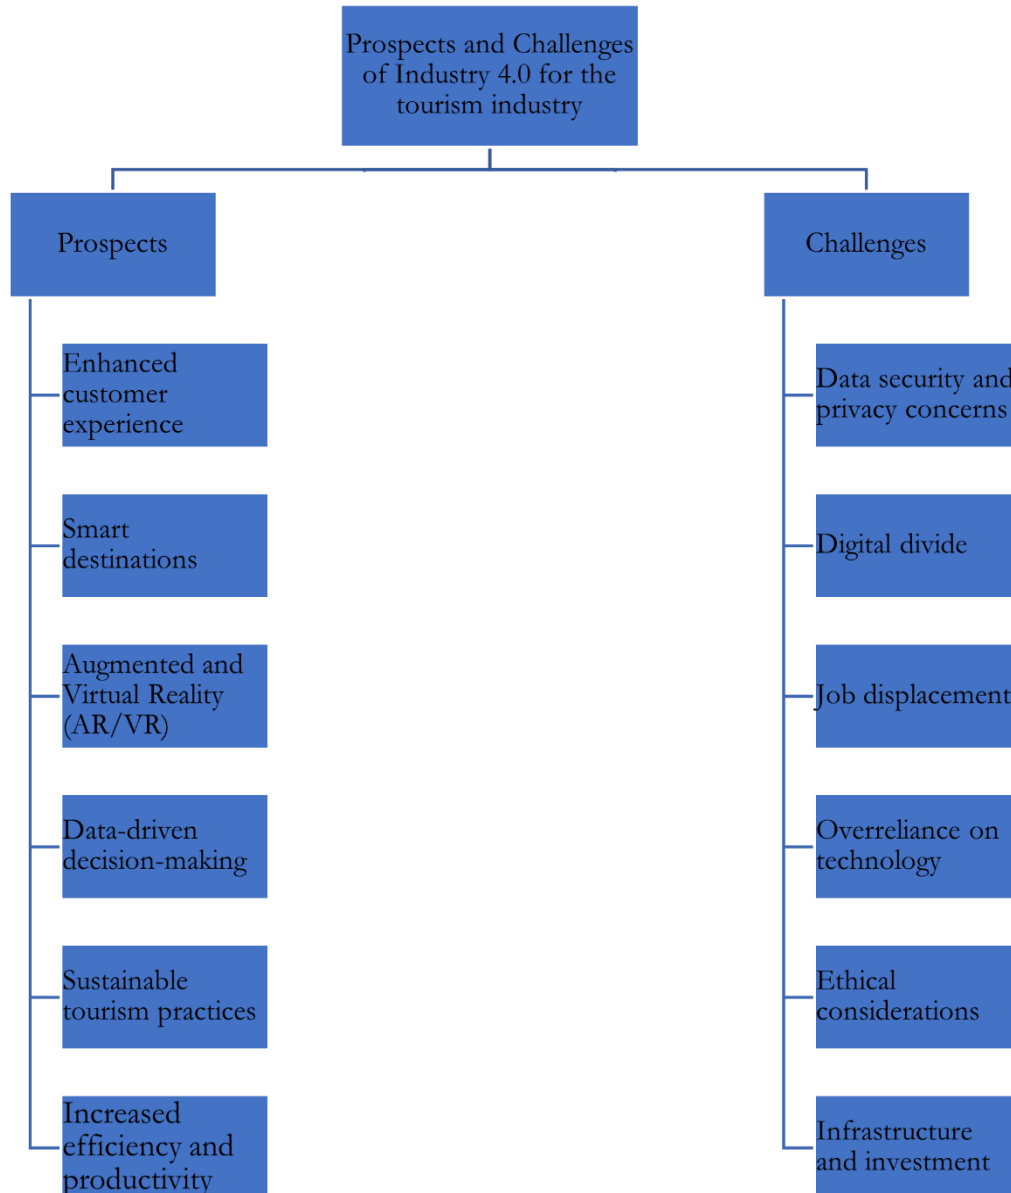 Prospects and Challenges
of Industry 4.0 for the
tourism industry
Prospects
Enhanced
customer
experience
Smart
destinations
Augmented and
Virtual Reality
(AR/VR)
Data-driven
decision-making
Sustainable
tourism practices
Increased
efficiency and
productivity
Challenges
Data security and
privacy concerns
Digital divide
Job displacement
Overreliance on
technology
Ethical
considerations
Infrastructure
and investment